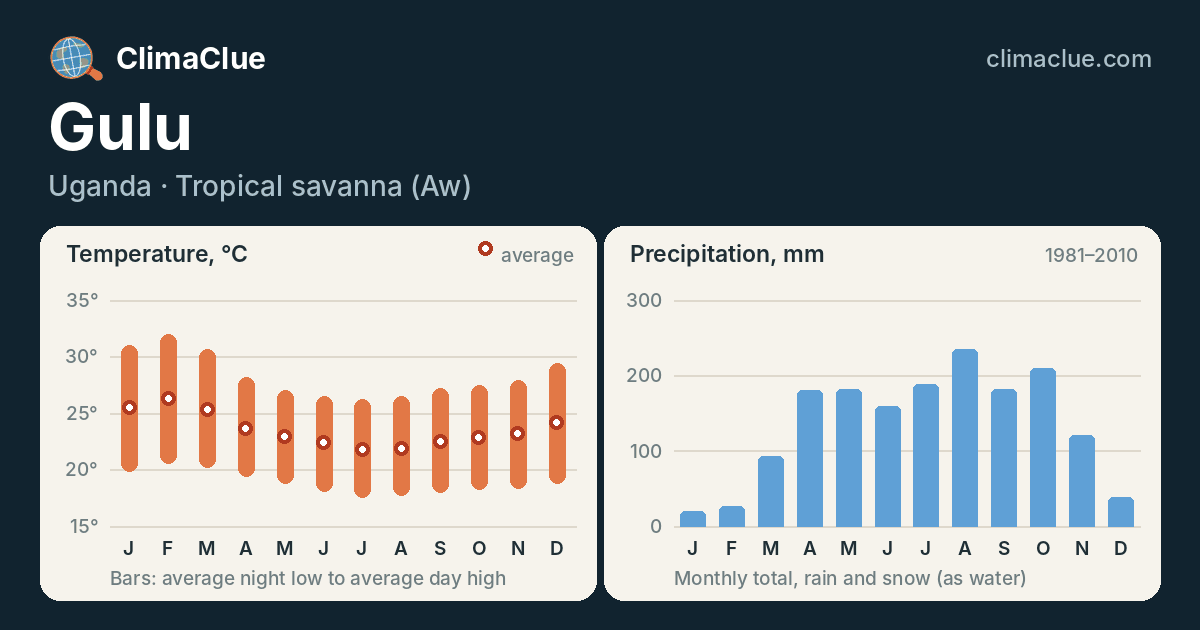 ClimaClue
climaclue.com
Gulu
Uganda · Tropical savanna (Aw)
Temperature, °C
average
35°
30°
25°
20°
15°
J F M A M J J A S O N D
Bars: average night low to average day high
Precipitation, mm
1981–2010
300
200
100
0
J F M A M J J A S O N D
Monthly total, rain and snow (as water)